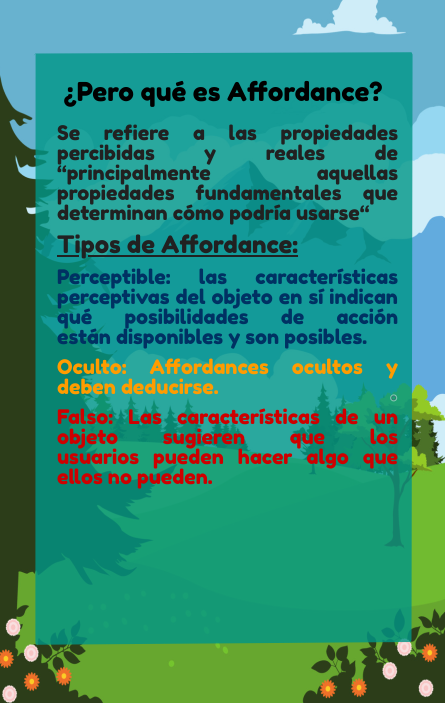 ¿Pero qué es Affordance?
Se refiere a las propiedades
percibidas y reales de
“principalmente aquellas
propiedades fundamentales que
determinan cómo podría usarse“
Tipos de Affordance:
Perceptible: las características
perceptivas del objeto en sí indican
qué posibilidades de acción
están disponibles y son posibles.
Oculto: Affordances ocultos y
deben deducirse.
Falso: Las características de un
objeto sugieren que los
usuarios pueden hacer algo que
ellos no pueden.